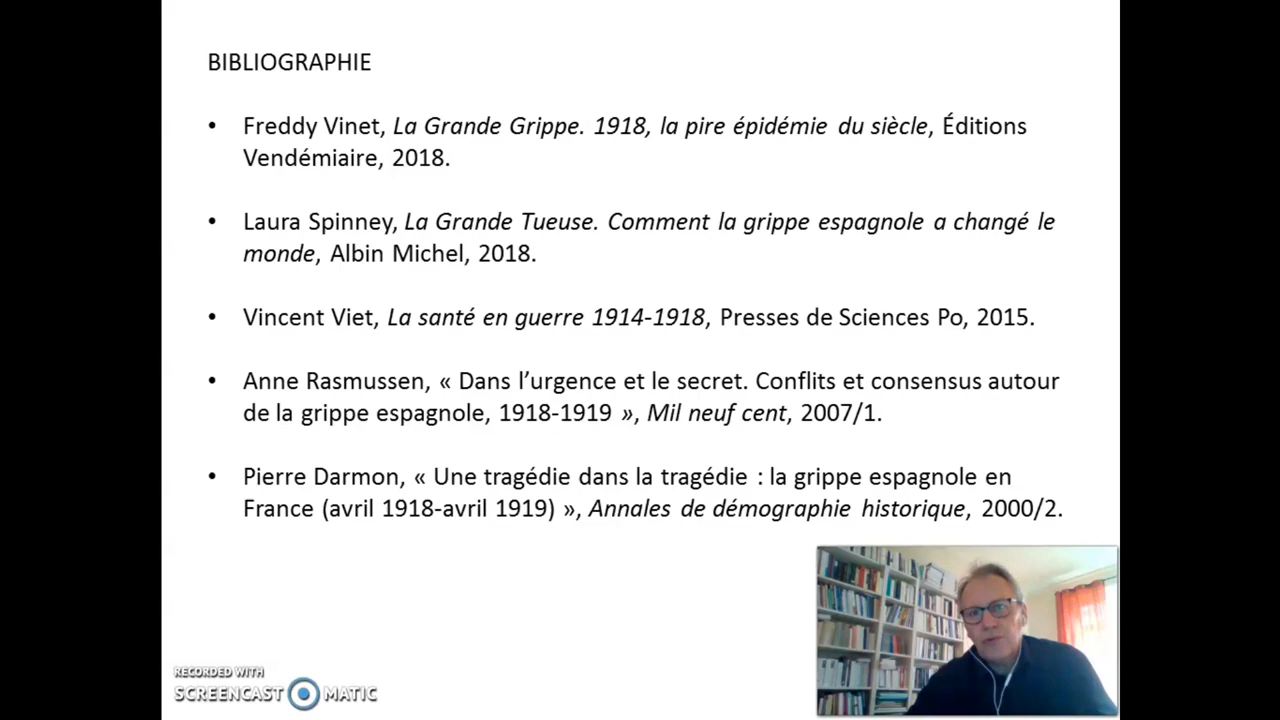 BIBLIOGRAPHIE
• Freddy Vinet, La Grande Grippe. 1918, la pire épidémie du siècle, Éditions
Vendémiaire, 2018.
• Laura Spinney, La Grande Tueuse. Comment la grippe espagnole a changé le
monde, Albin Michel, 2018.
• Vincent Viet, La santé en guerre 1914-1918, Presses de Sciences Po, 2015.
• Anne Rasmussen, « Dans l’urgence et le secret. Conflits et consensus autour
de la grippe espagnole, 1918-1919 », Mil neuf cent, 2007/1.
• Pierre Darmon, « Une tragédie dans la tragédie : la grippe espagnole en
France (avril 1918-avril 1919) », Annales de démographie historique, 2000/2.
RECORDED WITH
SCREENCAST MATIC